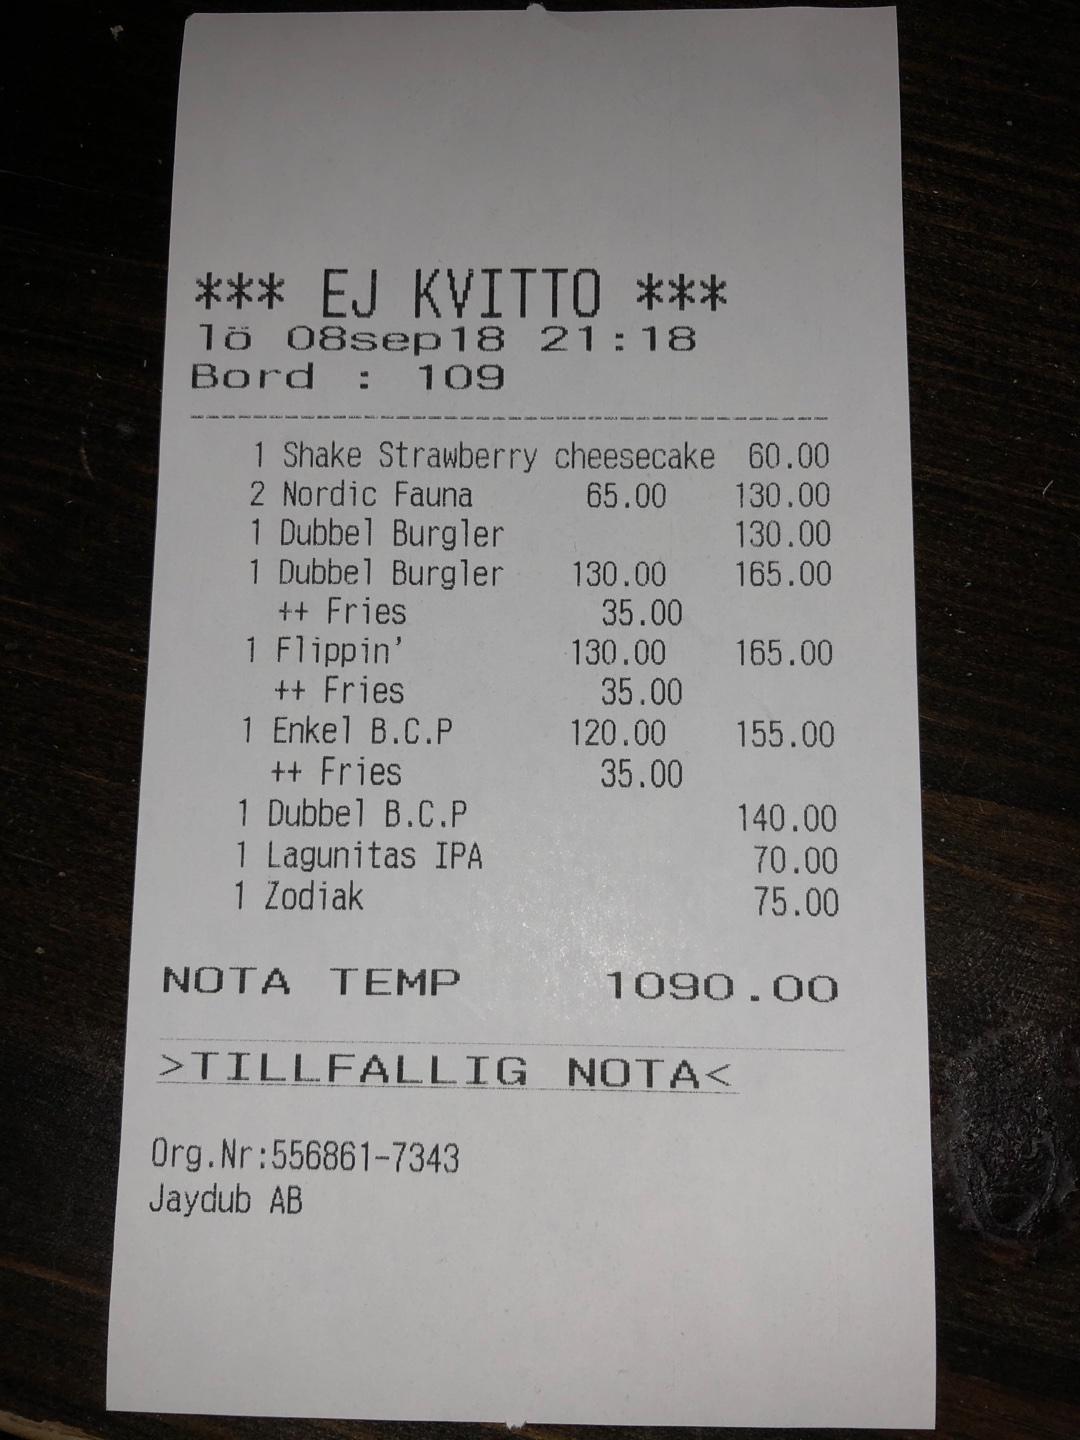 *** EJ KVITTO ***
lö 08sep18 21:18
Bord : 109
1 Shake Strawberry cheesecake 60.00
2 Nordic Fauna 65.00 130.00
1 Dubbel Burgler 130.00
1 Dubbel Burgler 130.00 165.00
++ Fries 35.00
1 Flippin' 130.00 165.00
++ Fries 35.00
1 Enkel B.C.P 120.00 155.00
++ Fries 35.00
1 Dubbel B.C.P 140.00
1 Lagunitas IPA 70.00
1 Zodiak 75.00
NOTA TEMP 1090.00
>TILLFALLIG NOTA<
Org.Nr:556861-7343
Jaydub AB